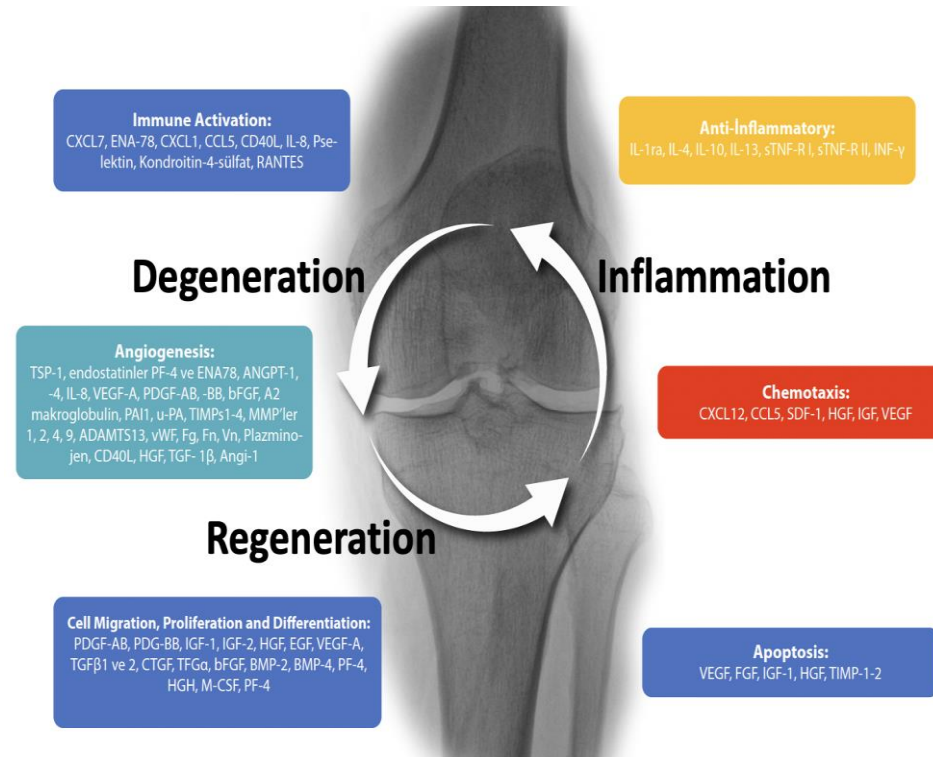 Immune Activation:
CXCL7, ENA-78, CXCL1, CCL5, CD40L, IL-8, Pse-
lektin, Kondroitin-4-sülfat, RANTES
Anti-İnflammatory:
IL-1ra, IL-4, IL-10, IL-13, sTNF-R I, sTNF-R II, INF-γ
Degeneration
Inflammation
Angiogenesis:
TSP-1, endostatinler PF-4 ve ENA78, ANGPT-1,
-4, IL-8, VEGF-A, PDGF-AB, -BB, bFGF, A2
makroglobulin, PAI1, u-PA, TIMPs1-4, MMP'ler
1, 2, 4, 9, ADAMTS13, vWF, Fg, Fn, Vn, Plazmino-
jen, CD40L, HGF, TGF- 1β, Angi-1
Chemotaxis:
CXCL12, CCL5, SDF-1, HGF, IGF, VEGF
Regeneration
Cell Migration, Proliferation and Differentiation:
PDGF-AB, PDG-BB, IGF-1, IGF-2, HGF, EGF, VEGF-A,
TGFβ1 ve 2, CTGF, TFGα, bFGF, BMP-2, BMP-4, PF-4,
HGH, M-CSF, PF-4
Apoptosis:
VEGF, FGF, IGF-1, HGF, TIMP-1-2